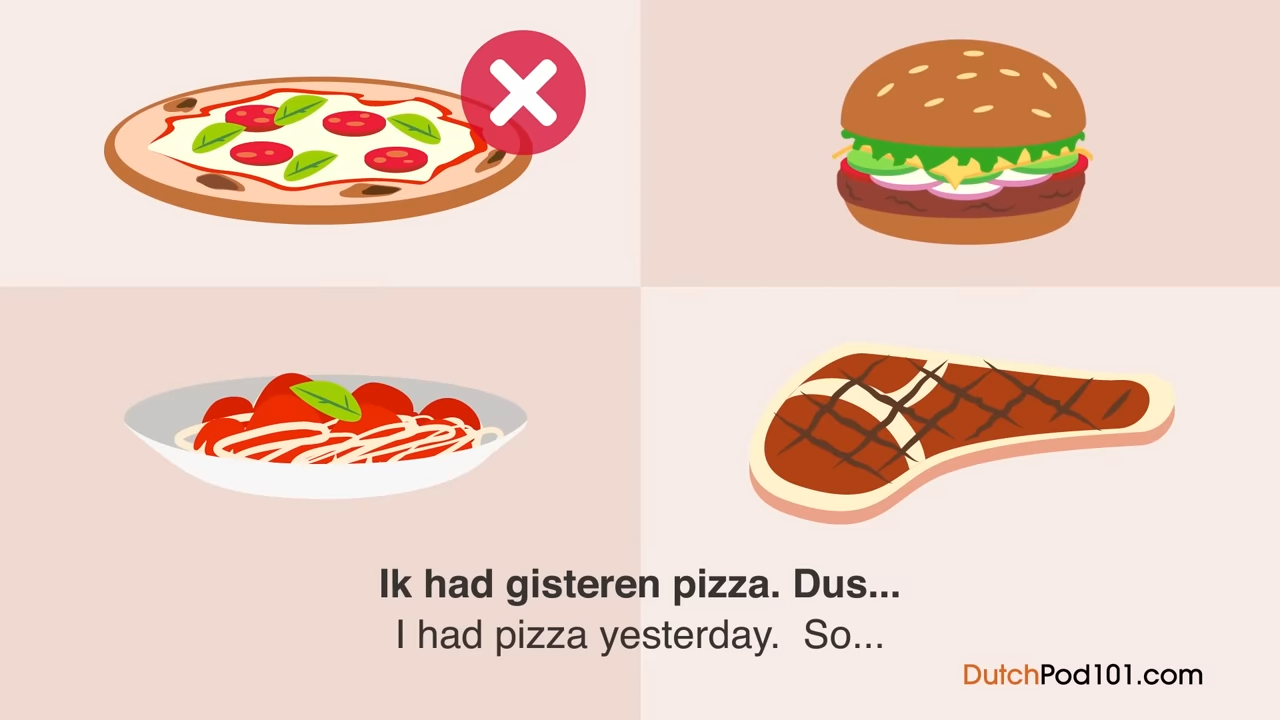 Ik had gisteren pizza. Dus...
I had pizza yesterday. So...
DutchPod101.com